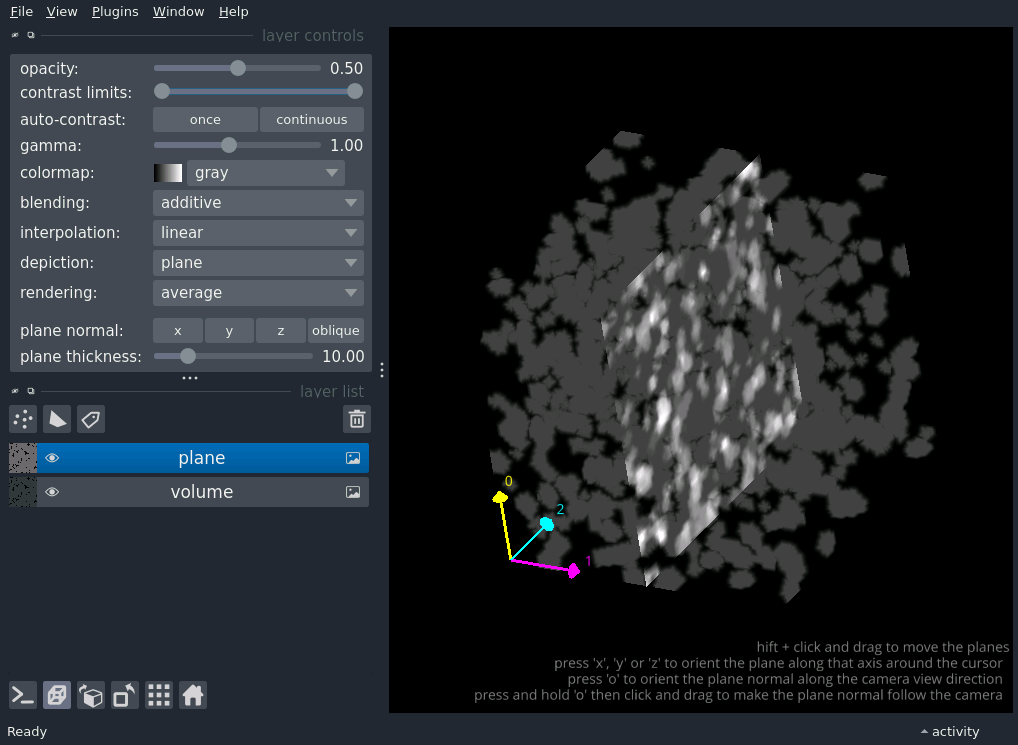 File View Plugins Window Help
layer controls
opacity: 0.50
contrast limits:
auto-contrast: once continuous
gamma: 1.00
colormap: gray
blending: additive
interpolation: linear
depiction: plane
rendering: average
plane normal: x y z oblique
plane thickness: 10.00
layer list
plane
volume
0
2
1
hift + click and drag to move the planes
press 'x', 'y' or 'z' to orient the plane along that axis around the cursor
press 'o' to orient the plane normal along the camera view direction
press and hold 'o' then click and drag to make the plane normal follow the camera
Ready activity